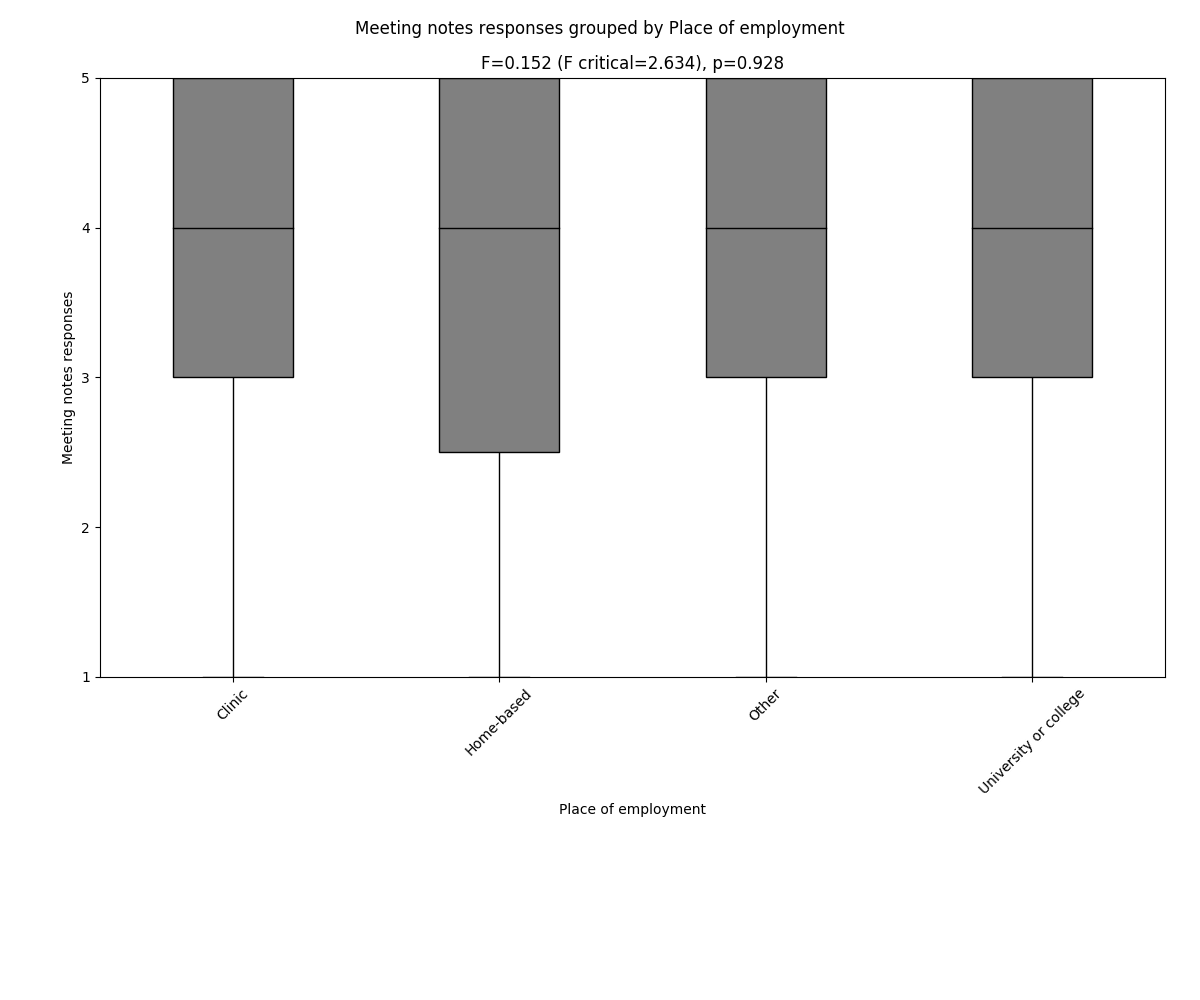 Meeting notes responses grouped by Place of employment
F=0.152 (F critical=2.634), p=0.928
5
4
3
2
1
Meeting notes responses
Clinic
Home-based
Other
University or college
Place of employment